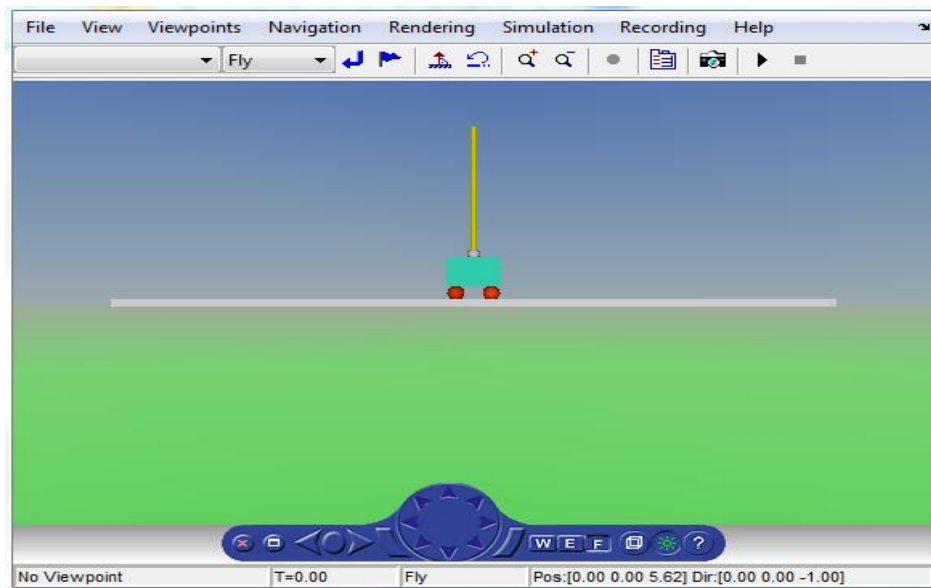 File View Viewpoints Navigation Rendering Simulation Recording Help
Fly
W E F ?
No Viewpoint T=0.00 Fly Pos:[0.00 0.00 5.62] Dir:[0.00 0.00 -1.00]